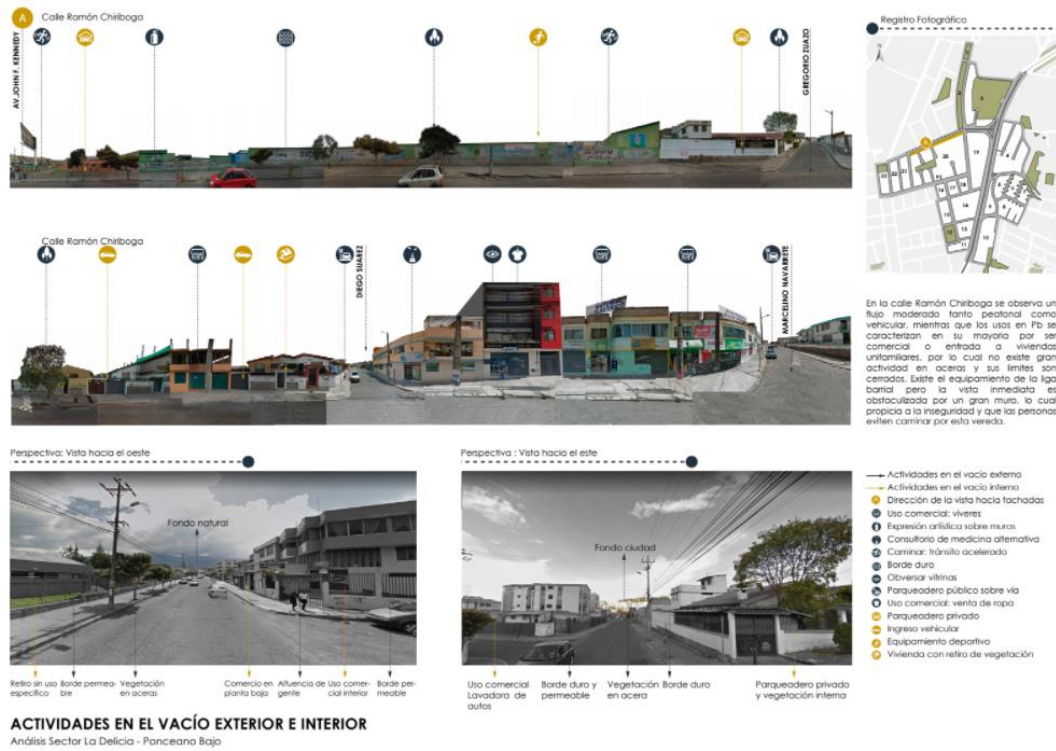 A Calle Ramón Chiriboga
AV.JOHN F. KENNEDY
GREGORIO ZUAZO
Calle Ramón Chiriboga
DIEGO SUAREZ
MARCELINO NAVARRETE
Registro Fotográfico
En la calle Ramón Chiriboga se observa un
flujo moderado tanto peatonal como
vehicular, mientras que los usos en Pb se
caracterizan en su mayoria por ser
comercial o entrada a viviendas
unifamiliares, por lo cual no existe gran
actividad en aceras y sus limites son
cerrados. Existe el equipamiento de la liga
barrial pero la vista inmediata es
obstaculizada por un gran muro, lo cual
propicia a la inseguridad y que las personas
eviten caminar por esta vereda.
Perspectiva: Vista hacia el oeste
Fondo natural
Retiro sin uso
especifico
Borde permea-
ble
Vegetación
en aceras
Comercio en
planta baja
Afluencia de
gente
Uso comer-
cial interior
Borde per-
meable
Perspectiva : Vista hacia el este
Fondo ciudad
Uso comercial
Lavadora de
autos
Borde duro y
permeable
Vegetación
en acera
Borde duro
Parqueadero privado
y vegetación interna
Actividades en el vacío externo
Actividades en el vacío interno
Dirección de la vista hacia fachadas
Uso comercial: viveres
Expresión artística sobre muros
Consultorio de medicina alternativa
Caminar: tránsito acelerado
Borde duro
Obvensar vitrinas
Parqueadero público sobre vía
Uso comercial: venta de ropa
Parqueadero privado
Ingreso vehicular
Equipamiento deportivo
Vivienda con retiro de vegetación
ACTIVIDADES EN EL VACÍO EXTERIOR E INTERIOR
Análisis Sector La Delicia - Ponceano Bajo